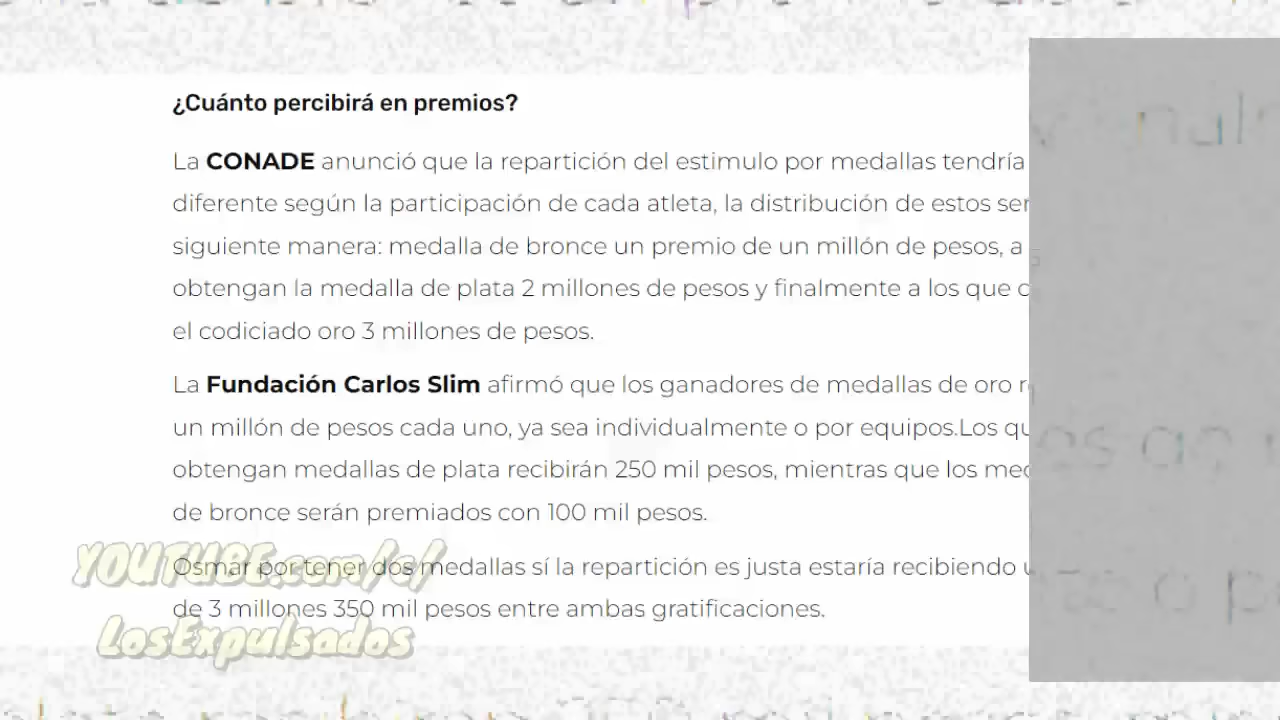 ¿Cuánto percibirá en premios?
La CONADE anunció que la repartición del estimulo por medallas tendría
diferente según la participación de cada atleta, la distribución de estos
siguiente manera: medalla de bronce un premio de un millón de pesos, a
obtengan la medalla de plata 2 millones de pesos y finalmente a los que
el codiciado oro 3 millones de pesos.
La Fundación Carlos Slim afirmó que los ganadores de medallas de oro
un millón de pesos cada uno, ya sea individualmente o por equipos.Los
obtengan medallas de plata recibirán 250 mil pesos, mientras que los
de bronce serán premiados con 100 mil pesos.
Osmar por tener dos medallas sí la repartición es justa estaría recibiendo
de 3 millones 350 mil pesos entre ambas gratificaciones.
YOUTUBE.com/c/
LosExpulsados